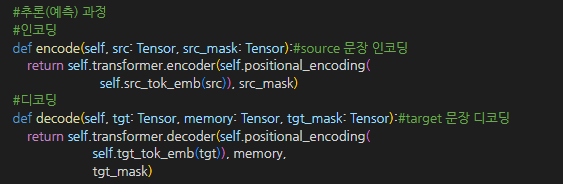 #추론(예측) 과정
#인코딩
def encode(self, src: Tensor, src_mask: Tensor):#source 문장 인코딩
return self.transformer.encoder(self.positional_encoding(
self.src_tok_emb(src)), src_mask)
#디코딩
def decode(self, tgt: Tensor, memory: Tensor, tgt_mask: Tensor):#target 문장 디코딩
return self.transformer.decoder(self.positional_encoding(
self.tgt_tok_emb(tgt)), memory,
tgt_mask)